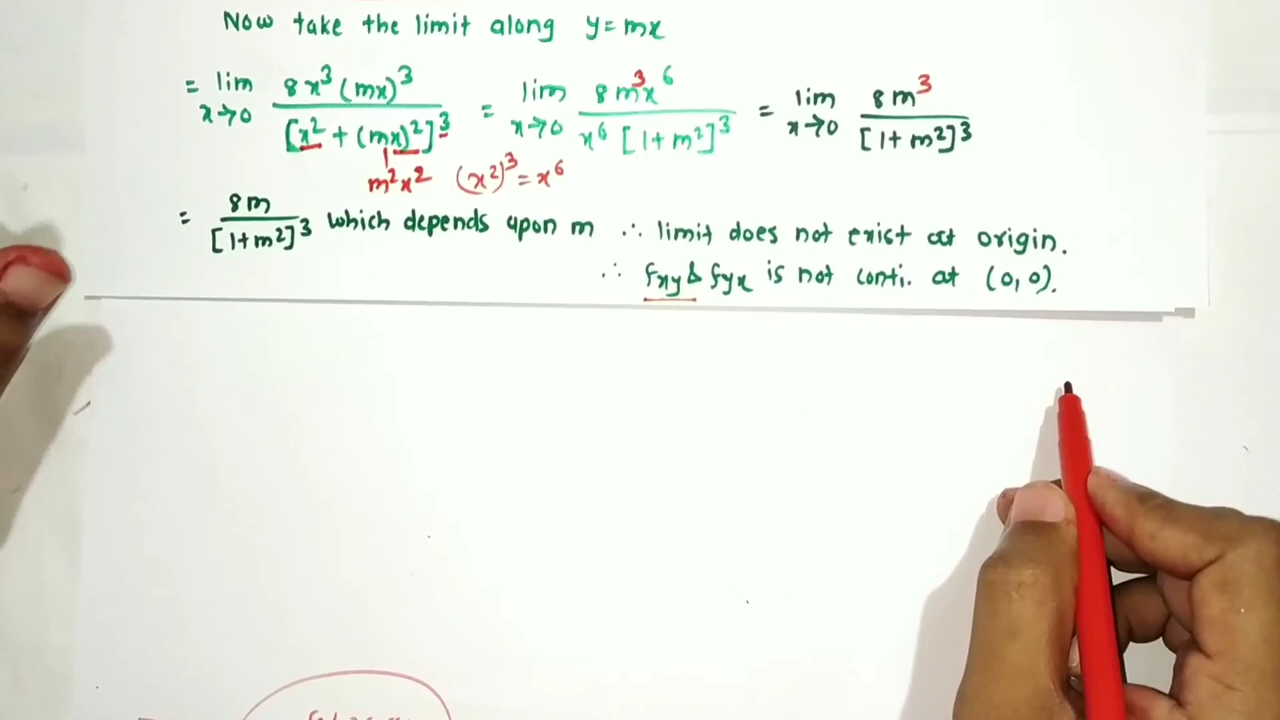 Now take the limit along y=mx
= lim x→0 8x³(mx)³ / [x² + (mx)²]³ = lim x→0 8m³x⁶ / x⁶ [1+m²]³ = lim x→0 8m³ / [1+m²]³
m²x² (x²)³ = x⁶
= 8m / [1+m²]³ which depends upon m ∴ limit does not exist at origin.
∴ fxy & fyx is not conti. at (0,0).